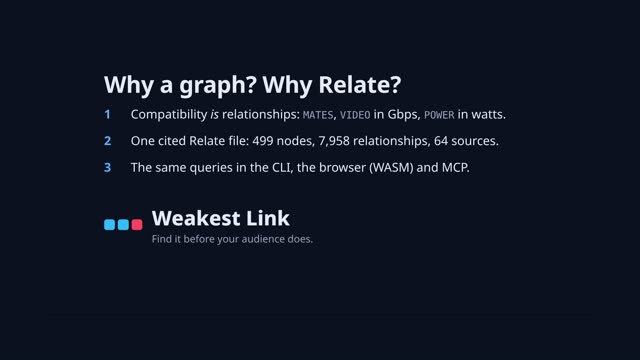 Why a graph? Why Relate?
1 Compatibility is relationships: MATES, VIDEO in Gbps, POWER in watts.
2 One cited Relate file: 499 nodes, 7,958 relationships, 64 sources.
3 The same queries in the CLI, the browser (WASM) and MCP.
Weakest Link
Find it before your audience does.